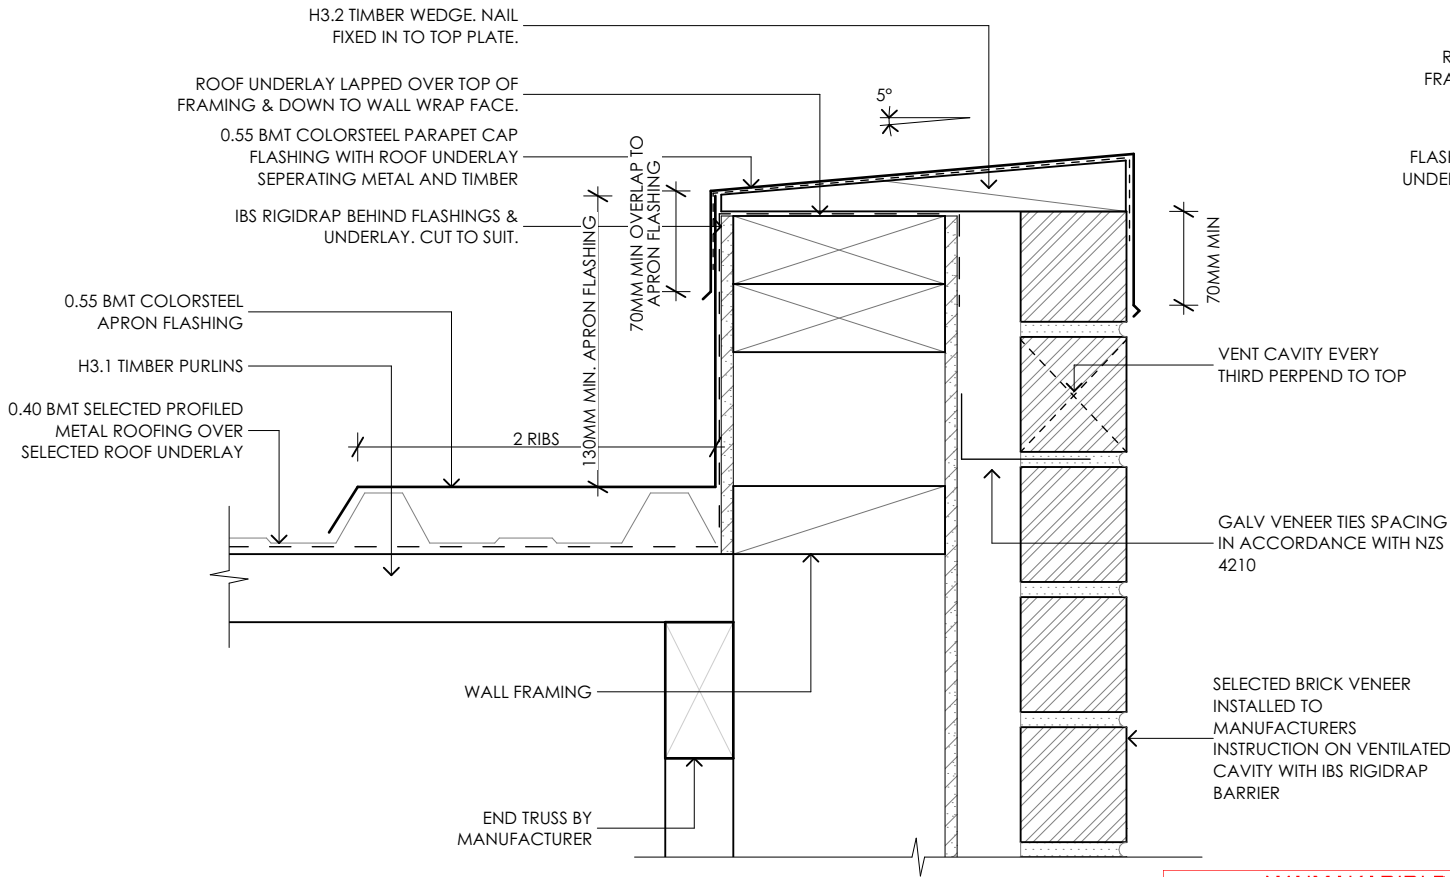 H3.2 TIMBER WEDGE. NAIL
FIXED IN TO TOP PLATE.
ROOF UNDERLAY LAPPED OVER TOP OF
FRAMING & DOWN TO WALL WRAP FACE.
0.55 BMT COLORSTEEL PARAPET CAP
FLASHING WITH ROOF UNDERLAY
SEPERATING METAL AND TIMBER
IBS RIGIDRAP BEHIND FLASHINGS &
UNDERLAY. CUT TO SUIT.
0.55 BMT COLORSTEEL
APRON FLASHING
H3.1 TIMBER PURLINS
0.40 BMT SELECTED PROFILED
METAL ROOFING OVER
SELECTED ROOF UNDERLAY
2 RIBS
130MM MIN. APRON FLASHING
70MM MIN OVERLAP TO
APRON FLASHING
5°
70MM MIN
VENT CAVITY EVERY
THIRD PERPEND TO TOP
GALV VENEER TIES SPACING
IN ACCORDANCE WITH NZS
4210
WALL FRAMING
SELECTED BRICK VENEER
INSTALLED TO
MANUFACTURERS
INSTRUCTION ON VENTILATED
CAVITY WITH IBS RIGIDRAP
BARRIER
END TRUSS BY
MANUFACTURER
R
FRA
FLASH
UNDER